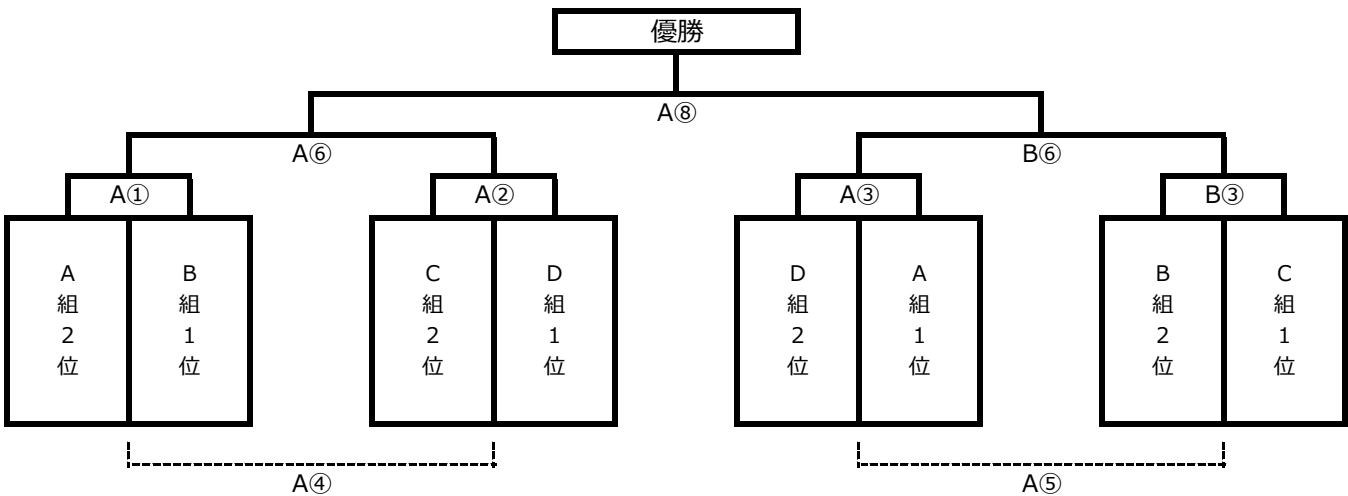 優勝
A⑧
A⑥
B⑥
A①
A②
A③
B③
A組2位
B組1位
C組2位
D組1位
D組2位
A組1位
B組2位
C組1位
A④
A⑤